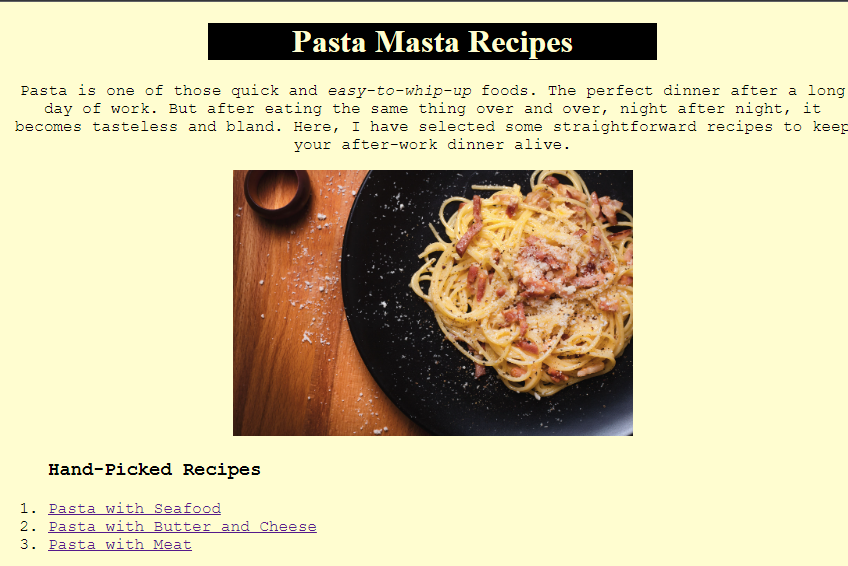 Pasta Masta Recipes
Pasta is one of those quick and easy-to-whip-up foods. The perfect dinner after a long
day of work. But after eating the same thing over and over, night after night, it
becomes tasteless and bland. Here, I have selected some straightforward recipes to keep
your after-work dinner alive.
Hand-Picked Recipes
1. Pasta with Seafood
2. Pasta with Butter and Cheese
3. Pasta with Meat